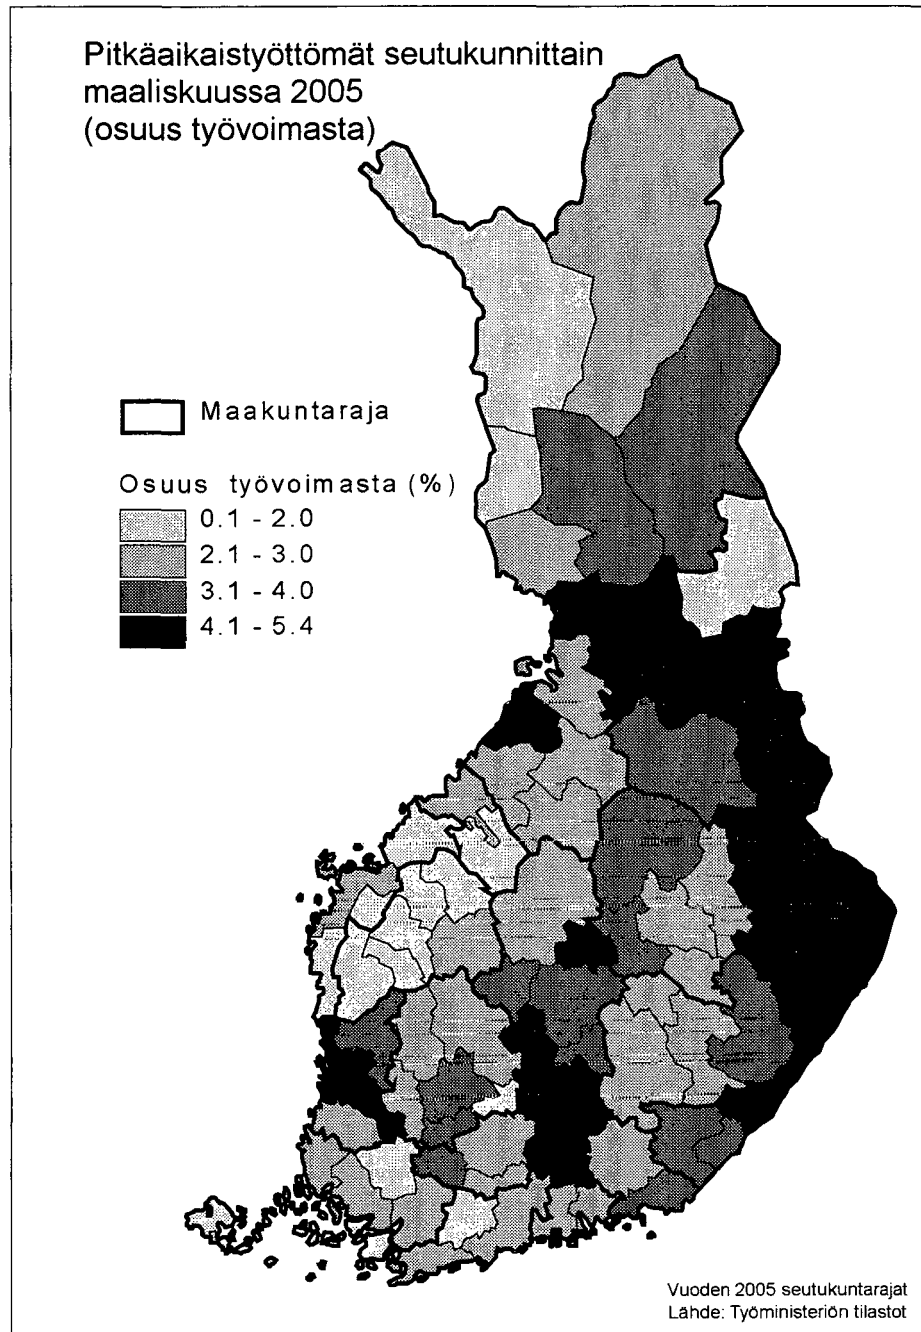 Pitkäaikaistyöttömät seutukunnittain
maaliskuussa 2005
(osuus työvoimasta)
Maakuntaraja
Osuus työvoimasta (%)
0.1 - 2.0
2.1 - 3.0
3.1 - 4.0
4.1 - 5.4
Vuoden 2005 seutukuntarajat
Lähde: Työministeriön tilastot